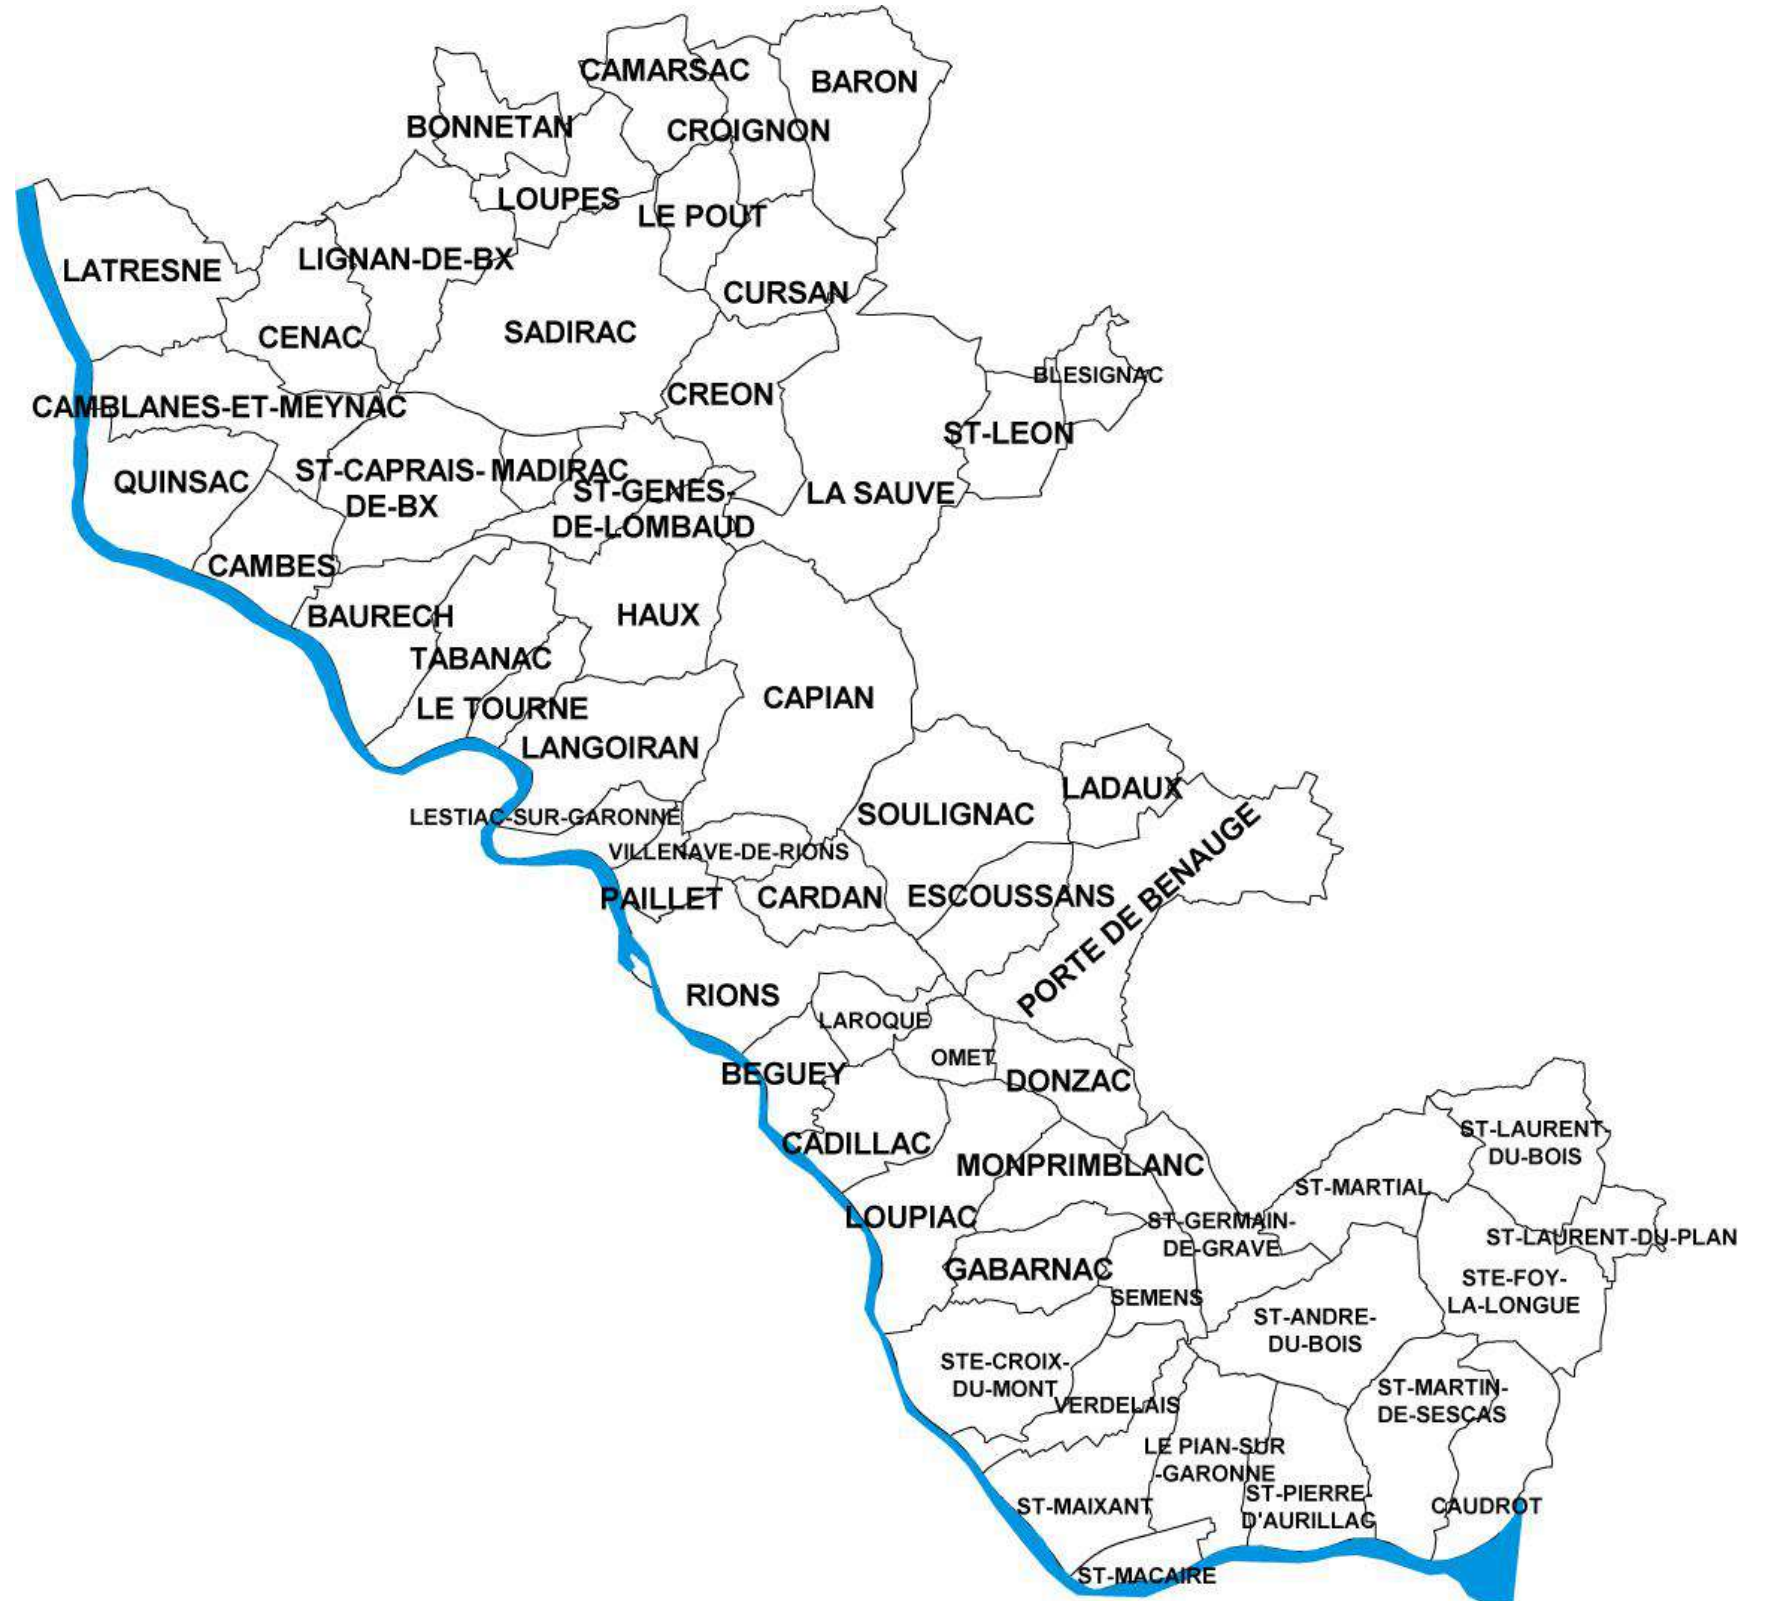 CAMARSAC
BARON
BONNETAN
CROIGNON
LOUPES
LE POUT
LATRESNE
LIGNAN-DE-BX
CURSAN
CENAC
SADIRAC
BLESIGNAC
CREON
CAMBLANES-ET-MEYNAC
ST-LEON
QUINSAC
ST-CAPRAIS-
DE-BX
MADIRAC
ST-GENES-
DE-LOMBAUD
LA SAUVE
CAMBES
BAURECH
HAUX
TABANAC
CAPIAN
LE TOURNE
LANGOIRAN
LADAUX
LESTIAC-SUR-GARONNE
SOULIGNAC
VILLENAVE-DE-RIONS
PAILLET
CARDAN
ESCOUSSANS
PORTE DE BENAUGE
RIONS
LAROQUE
OMET
BEGUEY
DONZAC
CADILLAC
ST-LAURENT-
DU-BOIS
MONPRIMBLANC
ST-MARTIAL
LOUPIAC
ST-GERMAIN-
DE-GRAVE
ST-LAURENT-DU-PLAN
GABARNAC
STE-FOY-
LA-LONGUE
SEMENS
ST-ANDRE-
DU-BOIS
STE-CROIX-
DU-MONT
ST-MARTIN-
DE-SESCAS
VERDELAIS
LE PIAN-SUR
-GARONNE
ST-PIERRE-
D'AURILLAC
ST-MAIXANT
CAUDROT
ST-MACAIRE